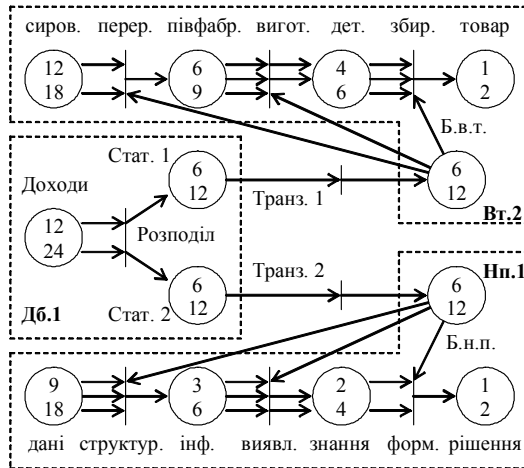 сиров. перер. півфабр. вигот. дет. збир. товар
12 6 4 1
18 9 6 2
Б.в.т.
Стат. 1 6 6
12 Транз. 1 12
Доходи
Вт.2
12 Розподіл
24
Транз. 2 Нп.1
6 6
Дб.1 Стат. 2 12 12
Б.н.п.
9 3 2 1
18 6 4 2
дані структур. інф. виявл. знання форм. рішення